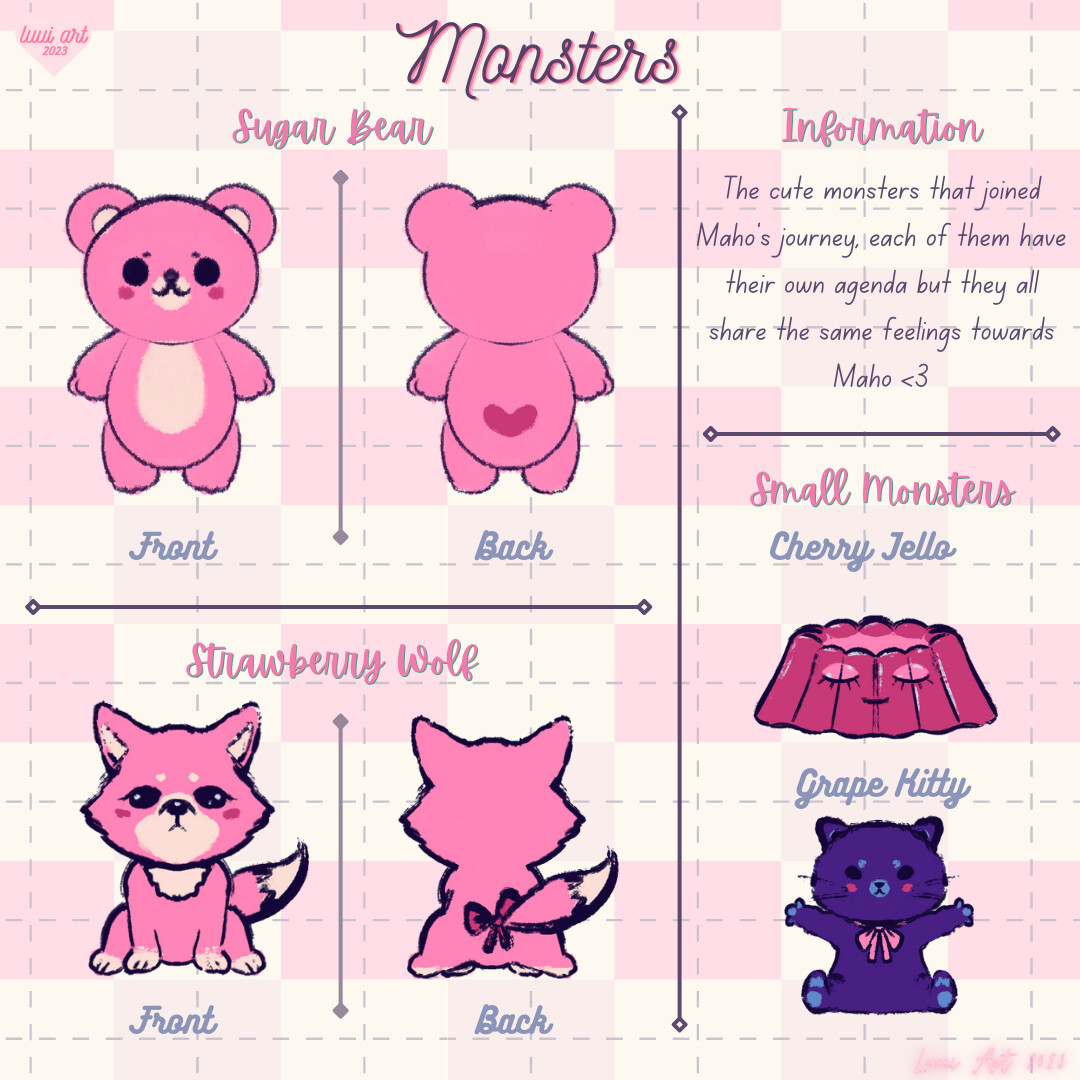 luui art
2023
Monsters
Sugar Bear
Front
Back
Strawberry Wolf
Front
Back
Information
The cute monsters that joined
Maho's journey, each of them have
their own agenda but they all
share the same feelings towards
Maho <3
Small Monsters
Cherry Jello
Grape Kitty
Luui Art 2023